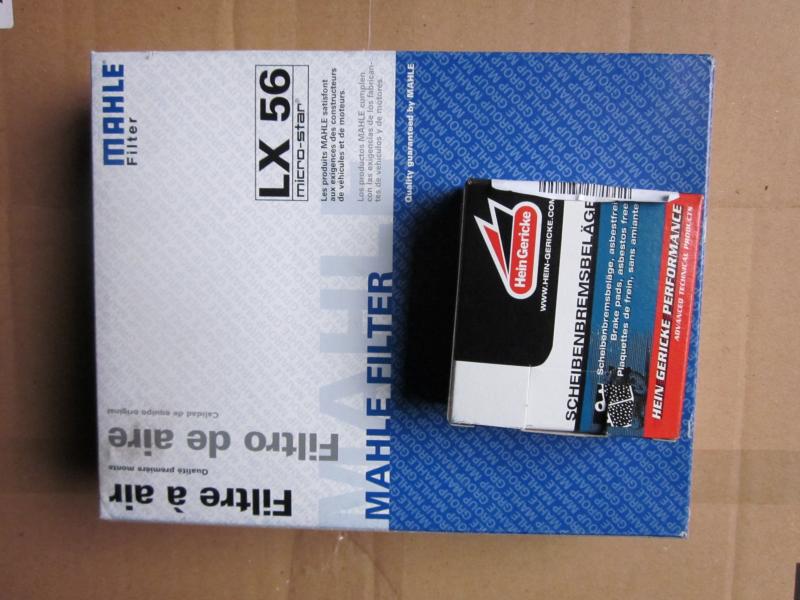 MAHLE
Filter
LX 56
micro-star®
Les produits MAHLE satisfont
aux exigences des constructeurs
de véhicules et de moteurs.
Los productos MAHLE cumplen
con las exigencias de los fabrican-
tes de vehículos y de motores.
Quality guaranteed by MAHLE
MAHLE FILTER
Filtre à air
Qualité première monte
Filtro de aire
Calidad de equipo original
Hein Gericke
WWW.HEIN-GERICKE.COM
SCHEIBENBREMSBELÄGE
Scheibenbremsbeläge, asbestfrei
Brake pads, asbestos free
Plaquettes de frein, sans amiante
HEIN GERICKE PERFORMANCE
ADVANCED TECHNICAL PRODUCTS